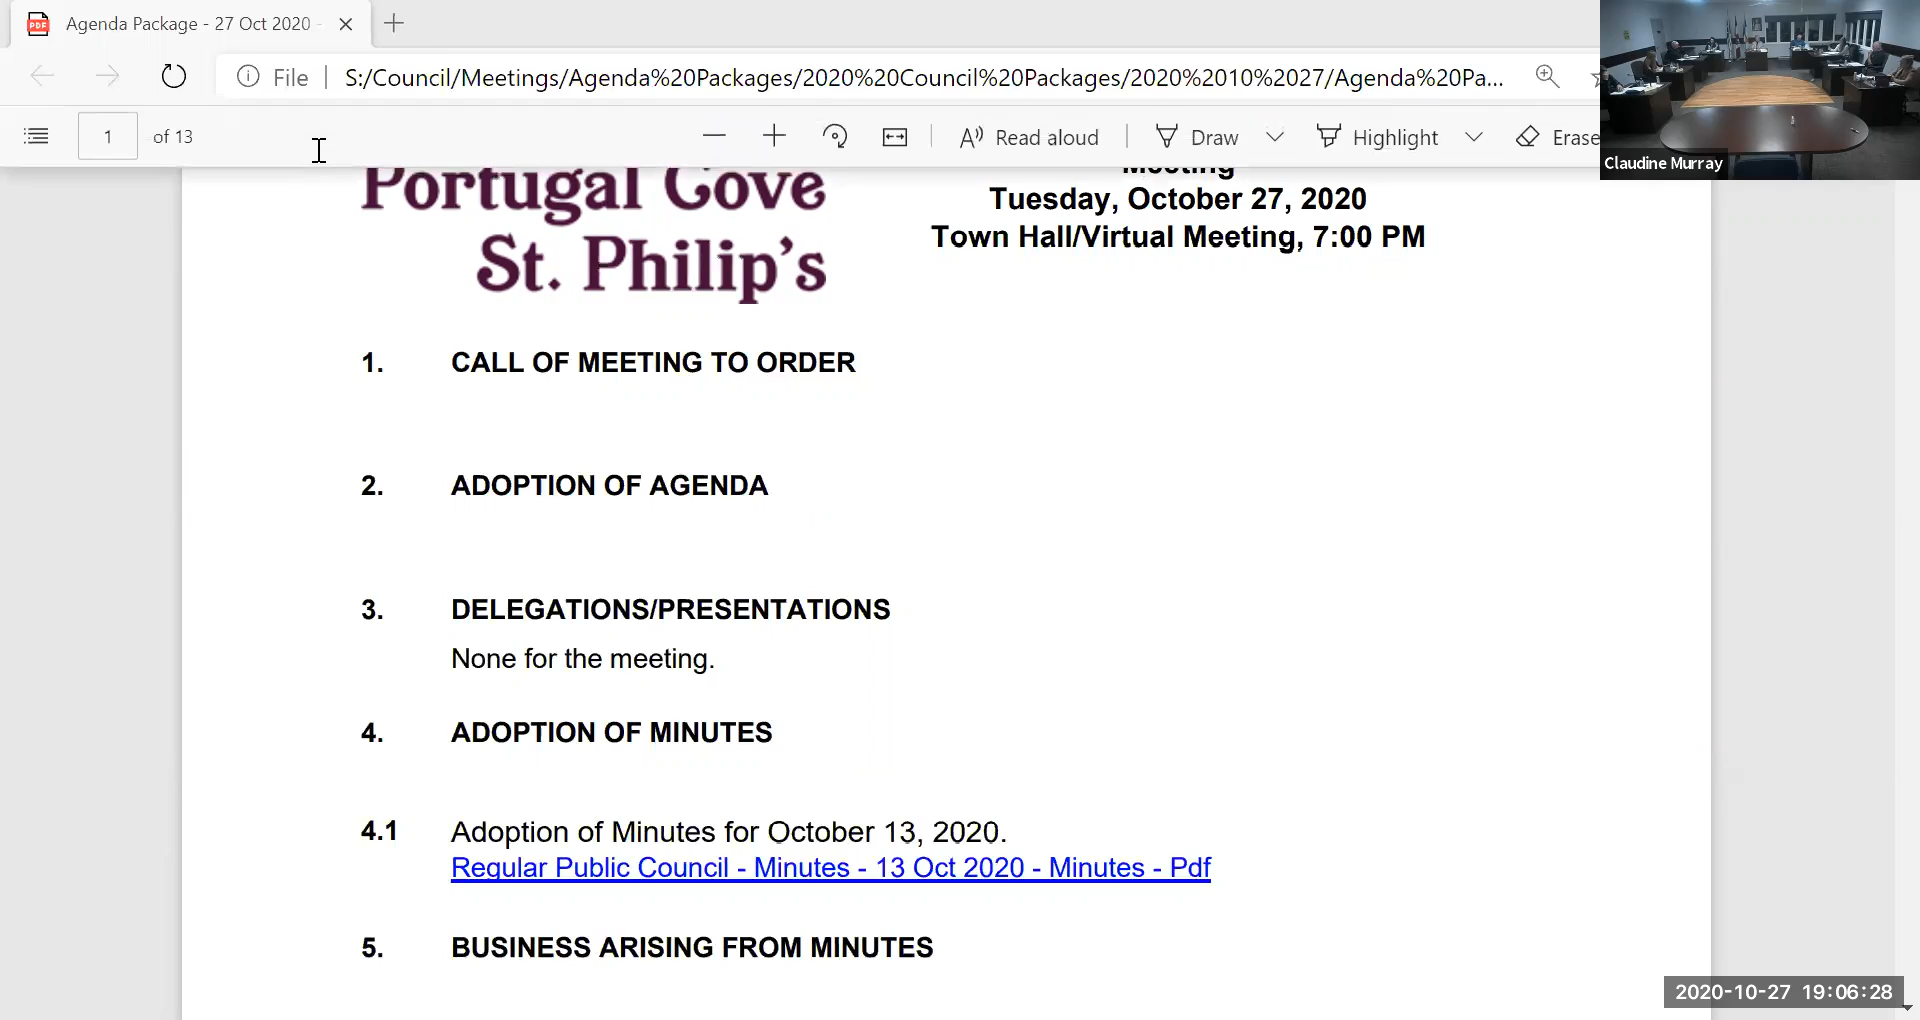 Agenda Package - 27 Oct 2020 -
File
S:/Council/Meetings/Agenda%20Packages/2020%20Council%20Packages/2020%2010%2027/Agenda%20Pa...
1 of 13
Read aloud
Draw
Highlight
Erase
Claudine Murray
Portugal Cove
St. Philip's
Meeting
Tuesday, October 27, 2020
Town Hall/Virtual Meeting, 7:00 PM
1. CALL OF MEETING TO ORDER
2. ADOPTION OF AGENDA
3. DELEGATIONS/PRESENTATIONS
None for the meeting.
4. ADOPTION OF MINUTES
4.1 Adoption of Minutes for October 13, 2020.
Regular Public Council - Minutes - 13 Oct 2020 - Minutes - Pdf
5. BUSINESS ARISING FROM MINUTES
2020-10-27 19:06:28